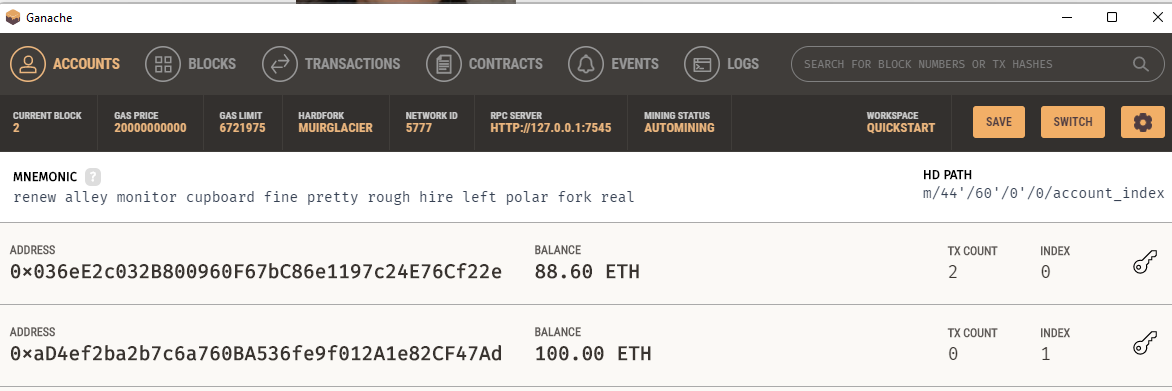 Ganache
ACCOUNTS BLOCKS TRANSACTIONS CONTRACTS EVENTS LOGS SEARCH FOR BLOCK NUMBERS OR TX HASHES
CURRENT BLOCK GAS PRICE GAS LIMIT HARDFORK NETWORK ID RPC SERVER MINING STATUS WORKSPACE
2 20000000000 6721975 MUIRGLACIER 5777 HTTP://127.0.0.1:7545 AUTOMINING QUICKSTART SAVE SWITCH
MNEMONIC ? HD PATH
renew alley monitor cupboard fine pretty rough hire left polar fork real m/44'/60'/0'/0/account_index
ADDRESS BALANCE TX COUNT INDEX
0×036eE2c032B800960F67bC86e1197c24E76Cf22e 88.60 ETH 2 0
ADDRESS BALANCE TX COUNT INDEX
0×aD4ef2ba2b7c6a760BA536fe9f012A1e82CF47Ad 100.00 ETH 0 1